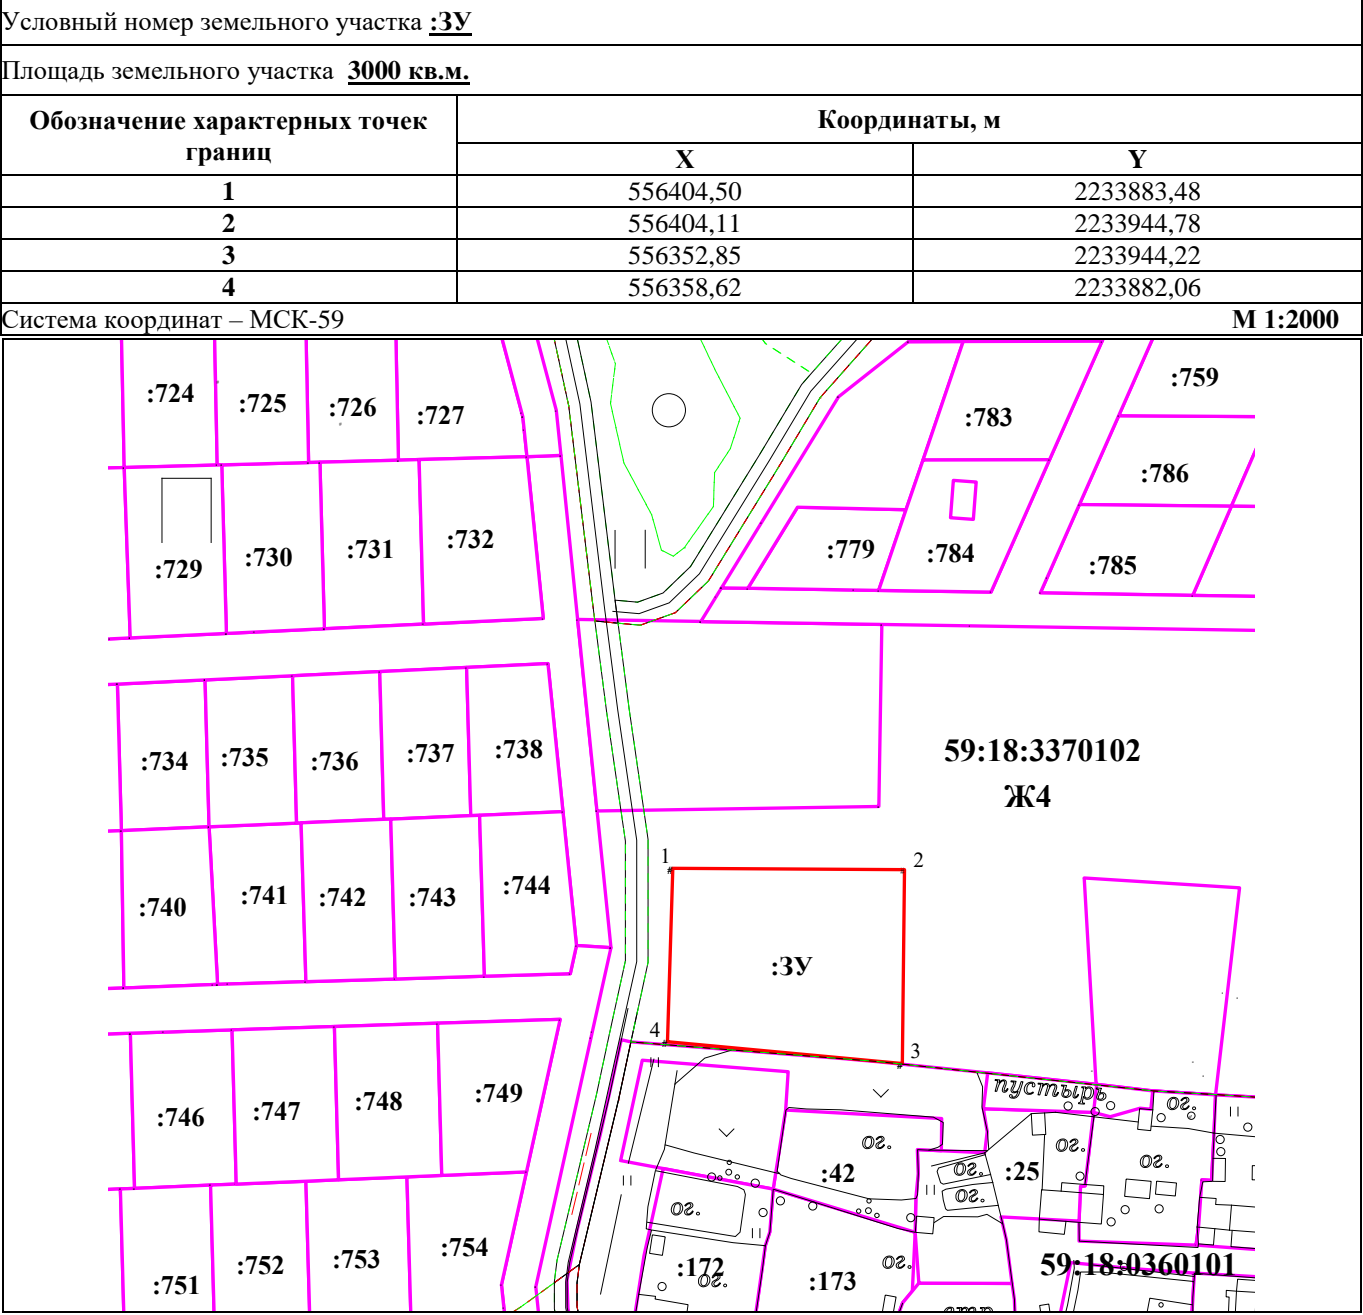 Условный номер земельного участка :ЗУ
Площадь земельного участка 3000 кв.м.
Обозначение характерных точек границ
Координаты, м
X
Y
1
556404,50
2233883,48
2
556404,11
2233944,78
3
556352,85
2233944,22
4
556358,62
2233882,06
Система координат – МСК-59
М 1:2000
:724
:725
:726
:727
:783
:759
:786
:729
:730
:731
:732
:779
:784
:785
:734
:735
:736
:737
:738
59:18:3370102
Ж4
1
2
:740
:741
:742
:743
:744
:ЗУ
4
3
:746
:747
:748
:749
пустырь
ог.
ог.
ог.
ог.
:42
ог.
:25
ог.
ог.
:751
:752
:753
:754
:172
ог.
:173
ог.
59:18:0360101